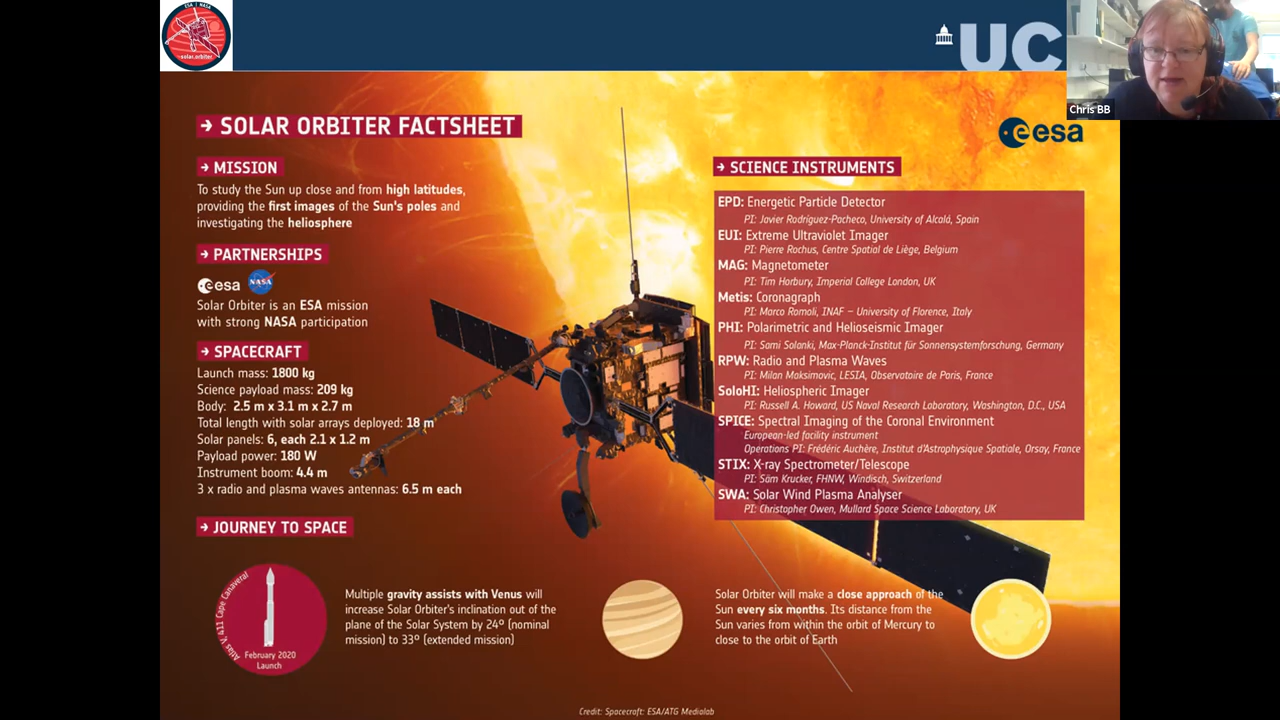 ESA | NASA
solar orbiter
UC
Chris BB
→ SOLAR ORBITER FACTSHEET
esa
→ MISSION
To study the Sun up close and from high latitudes,
providing the first images of the Sun's poles and
investigating the heliosphere
→ PARTNERSHIPS
esa NASA
Solar Orbiter is an ESA mission
with strong NASA participation
→ SPACECRAFT
Launch mass: 1800 kg
Science payload mass: 209 kg
Body: 2.5 m x 3.1 m x 2.7 m
Total length with solar arrays deployed: 18 m
Solar panels: 6, each 2.1 x 1.2 m
Payload power: 180 W
Instrument boom: 4.4 m
3 x radio and plasma waves antennas: 6.5 m each
→ SCIENCE INSTRUMENTS
EPD: Energetic Particle Detector
PI: Javier Rodríguez-Pacheco, University of Alcalá, Spain
EUI: Extreme Ultraviolet Imager
PI: Pierre Rochus, Centre Spatial de Liège, Belgium
MAG: Magnetometer
PI: Tim Horbury, Imperial College London, UK
Metis: Coronagraph
PI: Marco Romoli, INAF – University of Florence, Italy
PHI: Polarimetric and Helioseismic Imager
PI: Sami Solanki, Max-Planck-Institut für Sonnensystemforschung, Germany
RPW: Radio and Plasma Waves
PI: Milan Maksimovic, LESIA, Observatoire de Paris, France
SoloHI: Heliospheric Imager
PI: Russell A. Howard, US Naval Research Laboratory, Washington, D.C., USA
SPICE: Spectral Imaging of the Coronal Environment
European-led facility instrument
Operations PI: Frédéric Auchère, Institut d'Astrophysique Spatiale, Orsay, France
STIX: X-ray Spectrometer/Telescope
PI: Säm Krucker, FHNW, Windisch, Switzerland
SWA: Solar Wind Plasma Analyser
PI: Christopher Owen, Mullard Space Science Laboratory, UK
→ JOURNEY TO SPACE
Atlas V 411 Cape Canaveral
February 2020
Launch
Multiple gravity assists with Venus will
increase Solar Orbiter's inclination out of the
plane of the Solar System by 24º (nominal
mission) to 33º (extended mission)
Solar Orbiter will make a close approach of the
Sun every six months. Its distance from the
Sun varies from within the orbit of Mercury to
close to the orbit of Earth
Credit: Spacecraft: ESA/ATG Medialab